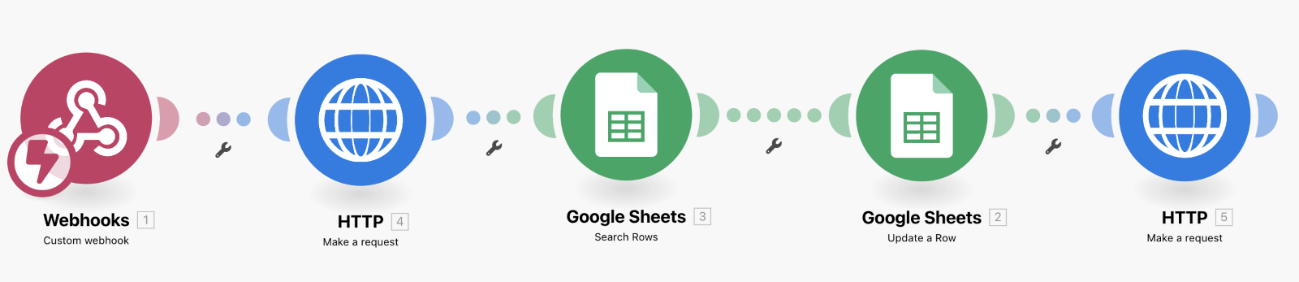 Webhooks 1
Custom webhook
HTTP 4
Make a request
Google Sheets 3
Search Rows
Google Sheets 2
Update a Row
HTTP 5
Make a request